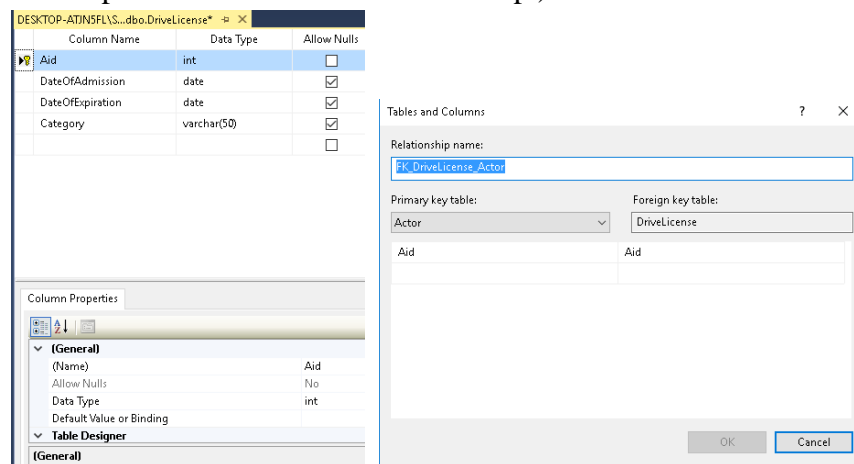 DESKTOP-ATJN5FL\S...dbo.DriveLicense*
Column Name Data Type Allow Nulls
Aid int
DateOfAdmission date
DateOfExpiration date
Category varchar(50)
Column Properties
(General)
(Name) Aid
Allow Nulls No
Data Type int
Default Value or Binding
Table Designer
(General)
Tables and Columns ?
Relationship name:
FK_DriveLicense_Actor
Primary key table: Foreign key table:
Actor DriveLicense
Aid Aid
OK Cancel